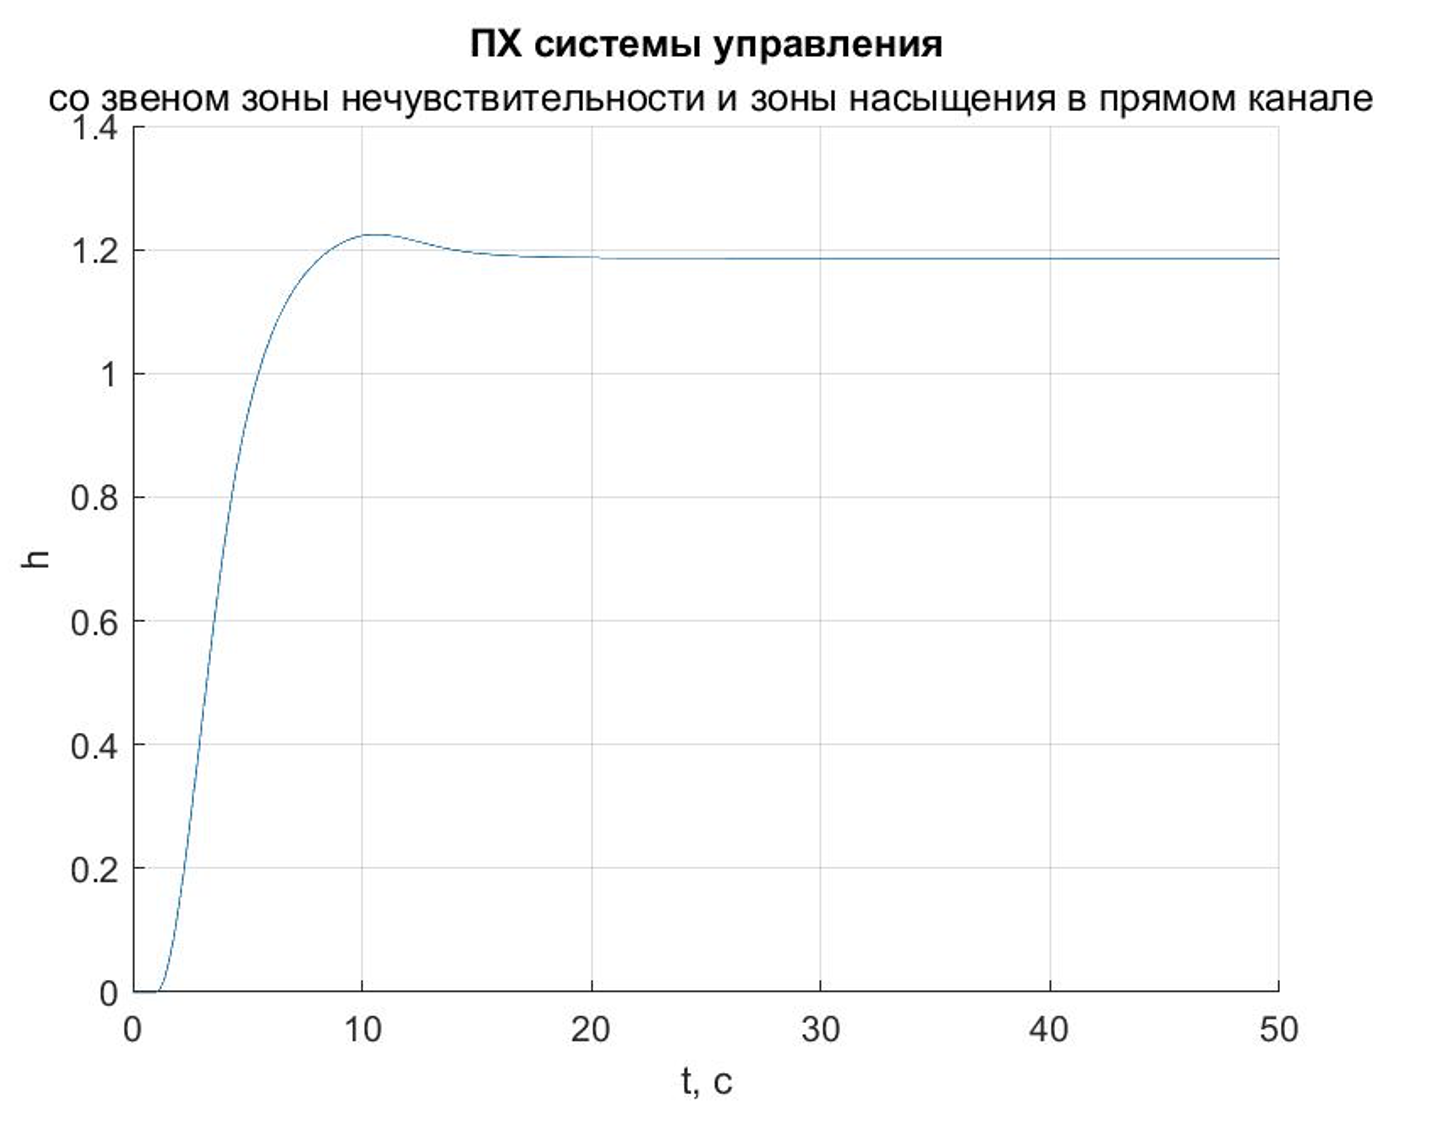 ПХ системы управления
со звеном зоны нечувствительности и зоны насыщения в прямом канале
1.4
1.2
1
0.8
0.6
0.4
0.2
0
h
0 10 20 30 40 50
t, c